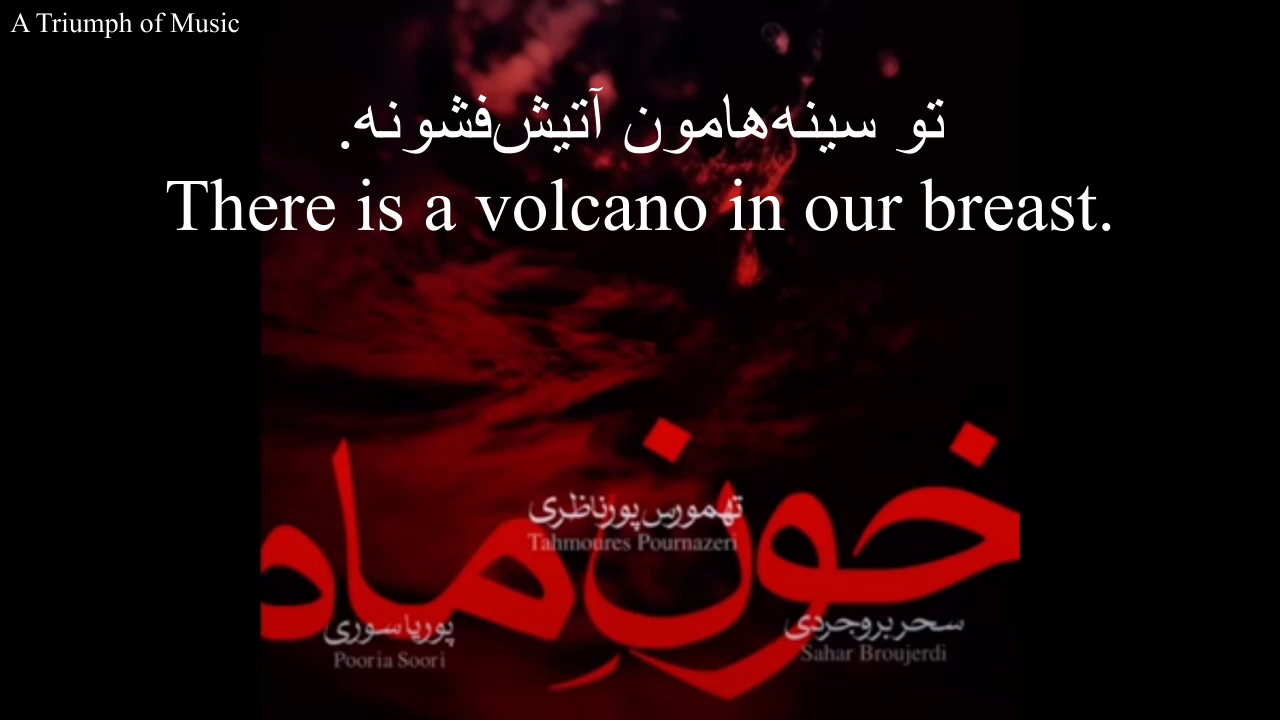 A Triumph of Music
تو سینه‌هامون آتیش‌فشونه.
There is a volcano in our breast.
خونِ ماه
تهمورس پورناظری
Tahmoures Pournazeri
سحر بروجردی
Sahar Broujerdi
پوریا سوری
Pooria Soori